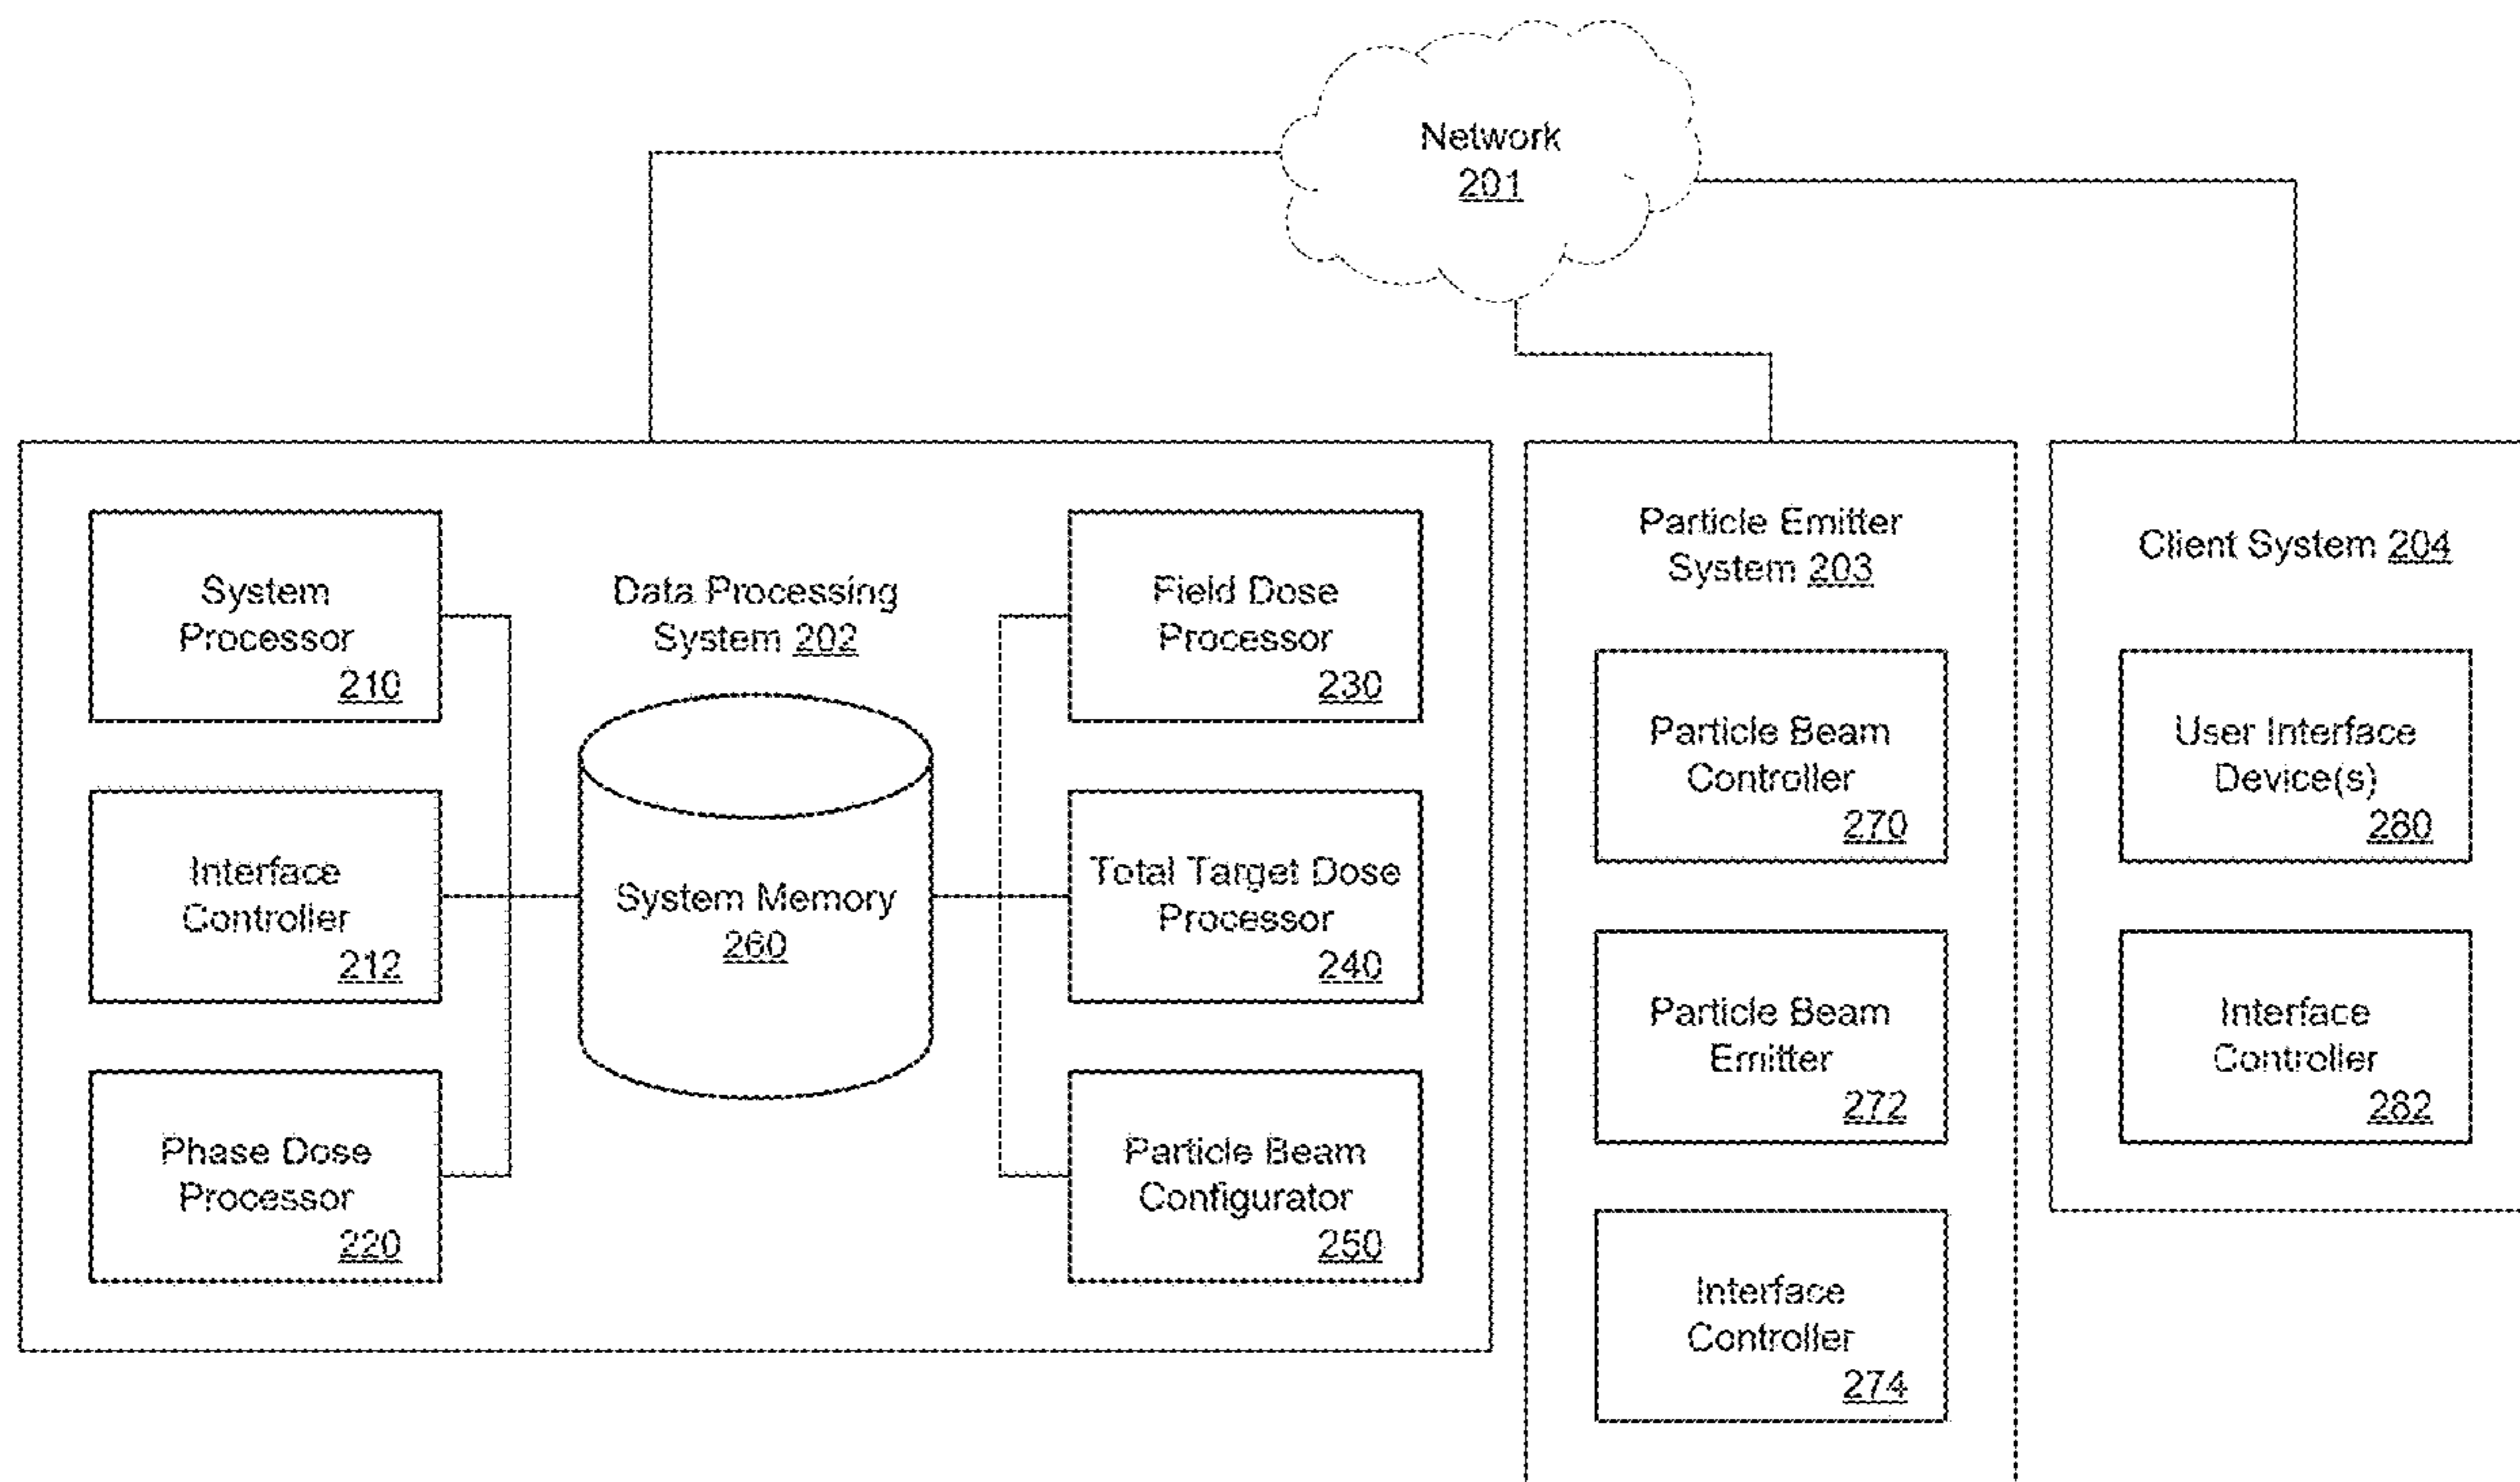 Network
201
Data Processing
System 202
System
Processor
210
Interface
Controller
212
Phase Dose
Processor
220
System Memory
260
Field Dose
Processor
230
Total Target Dose
Processor
240
Particle Beam
Configurator
250
Particle Emitter
System 203
Particle Beam
Controller
270
Particle Beam
Emitter
272
Interface
Controller
274
Client System 204
User Interface
Device(s)
280
Interface
Controller
282